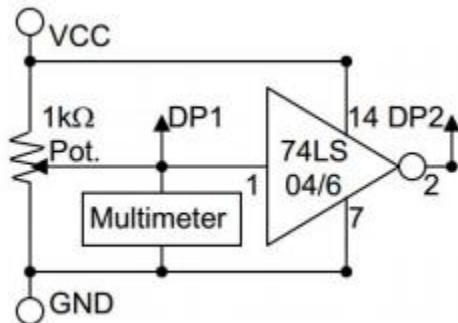 VCC
1kΩ
Pot.
DP1
14 DP2
74LS
04/6
1
2
Multimeter
7
GND